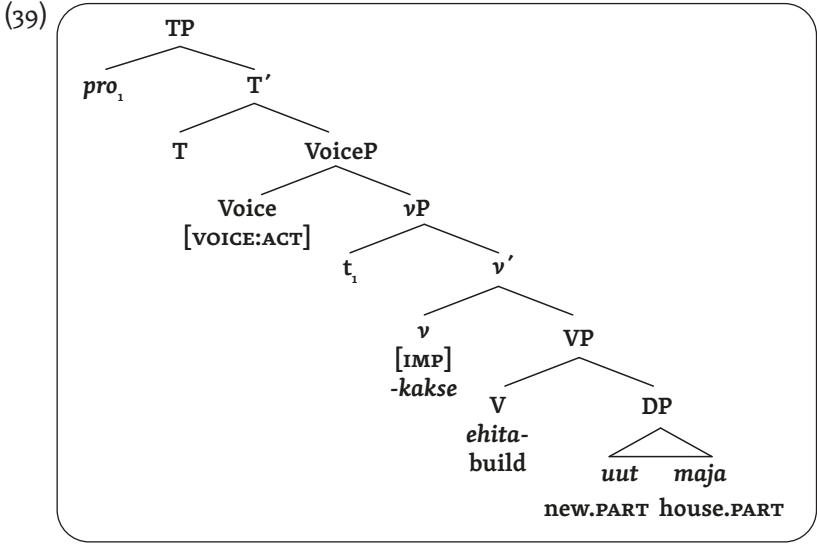 (39)
TP
pro₁
T′
T
VoiceP
Voice
νP
[VOICE:ACT]
t₁
ν′
ν
VP
[IMP]
-kakse
V
DP
ehita-
build
uut maja
new.PART house.PART